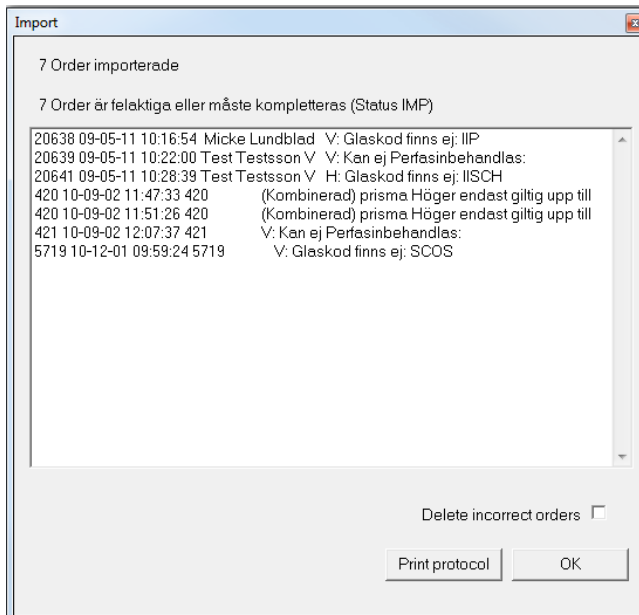 Import
7 Order importerade
7 Order är felaktiga eller måste kompletteras (Status IMP)
20638 09-05-11 10:16:54 Micke Lundblad V: Glaskod finns ej: IIP
20639 09-05-11 10:22:00 Test Testsson V V: Kan ej Perfasinbehandlas:
20641 09-05-11 10:28:39 Test Testsson V H: Glaskod finns ej: IISCH
420 10-09-02 11:47:33 420 (Kombinerad) prisma Höger endast giltig upp till
420 10-09-02 11:51:26 420 (Kombinerad) prisma Höger endast giltig upp till
421 10-09-02 12:07:37 421 V: Kan ej Perfasinbehandlas:
5719 10-12-01 09:59:24 5719 V: Glaskod finns ej: SCOS
Delete incorrect orders
Print protocol OK